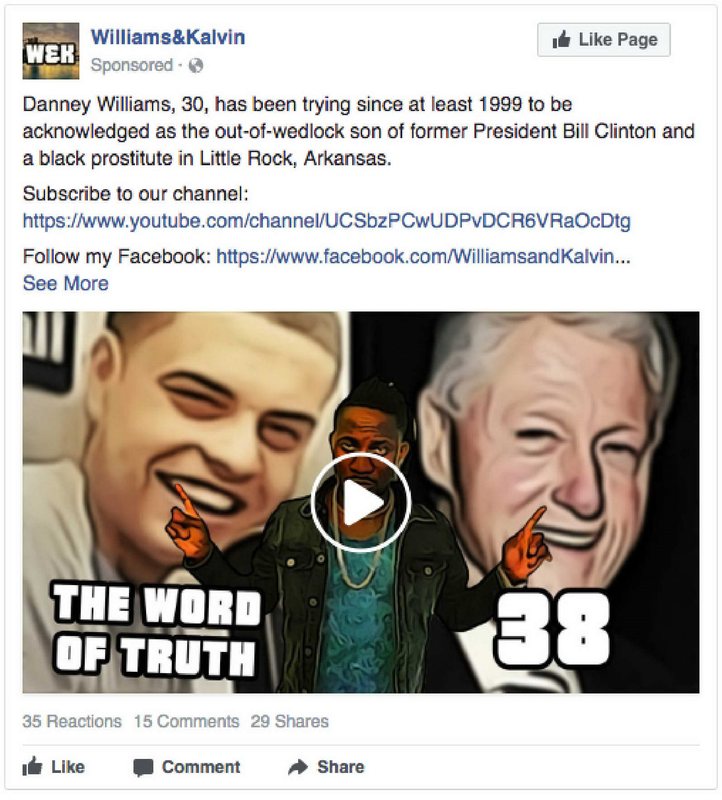 WEK
Williams&Kalvin
Sponsored ·
Like Page
Danney Williams, 30, has been trying since at least 1999 to be
acknowledged as the out-of-wedlock son of former President Bill Clinton and
a black prostitute in Little Rock, Arkansas.
Subscribe to our channel:
https://www.youtube.com/channel/UCSbzPCwUDPvDCR6VRaOcDtg
Follow my Facebook: https://www.facebook.com/WilliamsandKalvin...
See More
THE WORD
OF TRUTH
38
35 Reactions 15 Comments 29 Shares
Like Comment Share